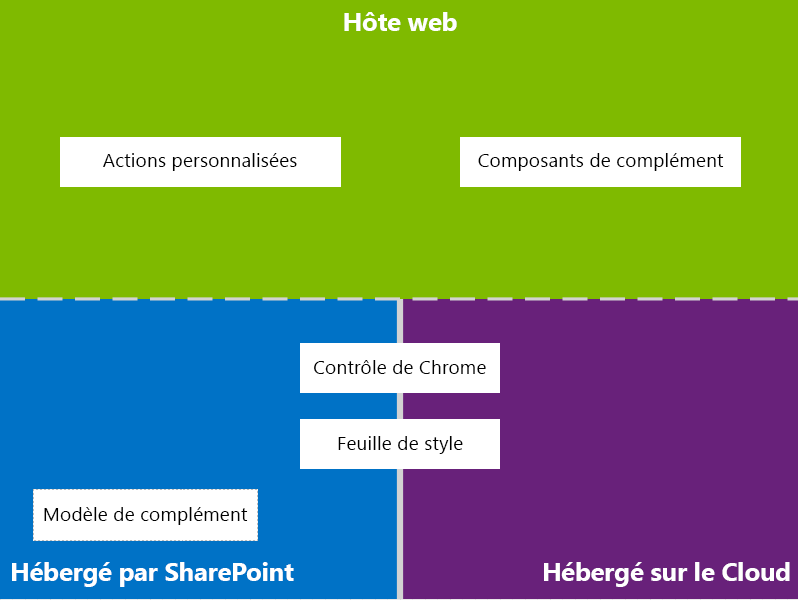 Hôte web
Actions personnalisées
Composants de complément
Contrôle de Chrome
Feuille de style
Modèle de complément
Hébergé par SharePoint
Hébergé sur le Cloud